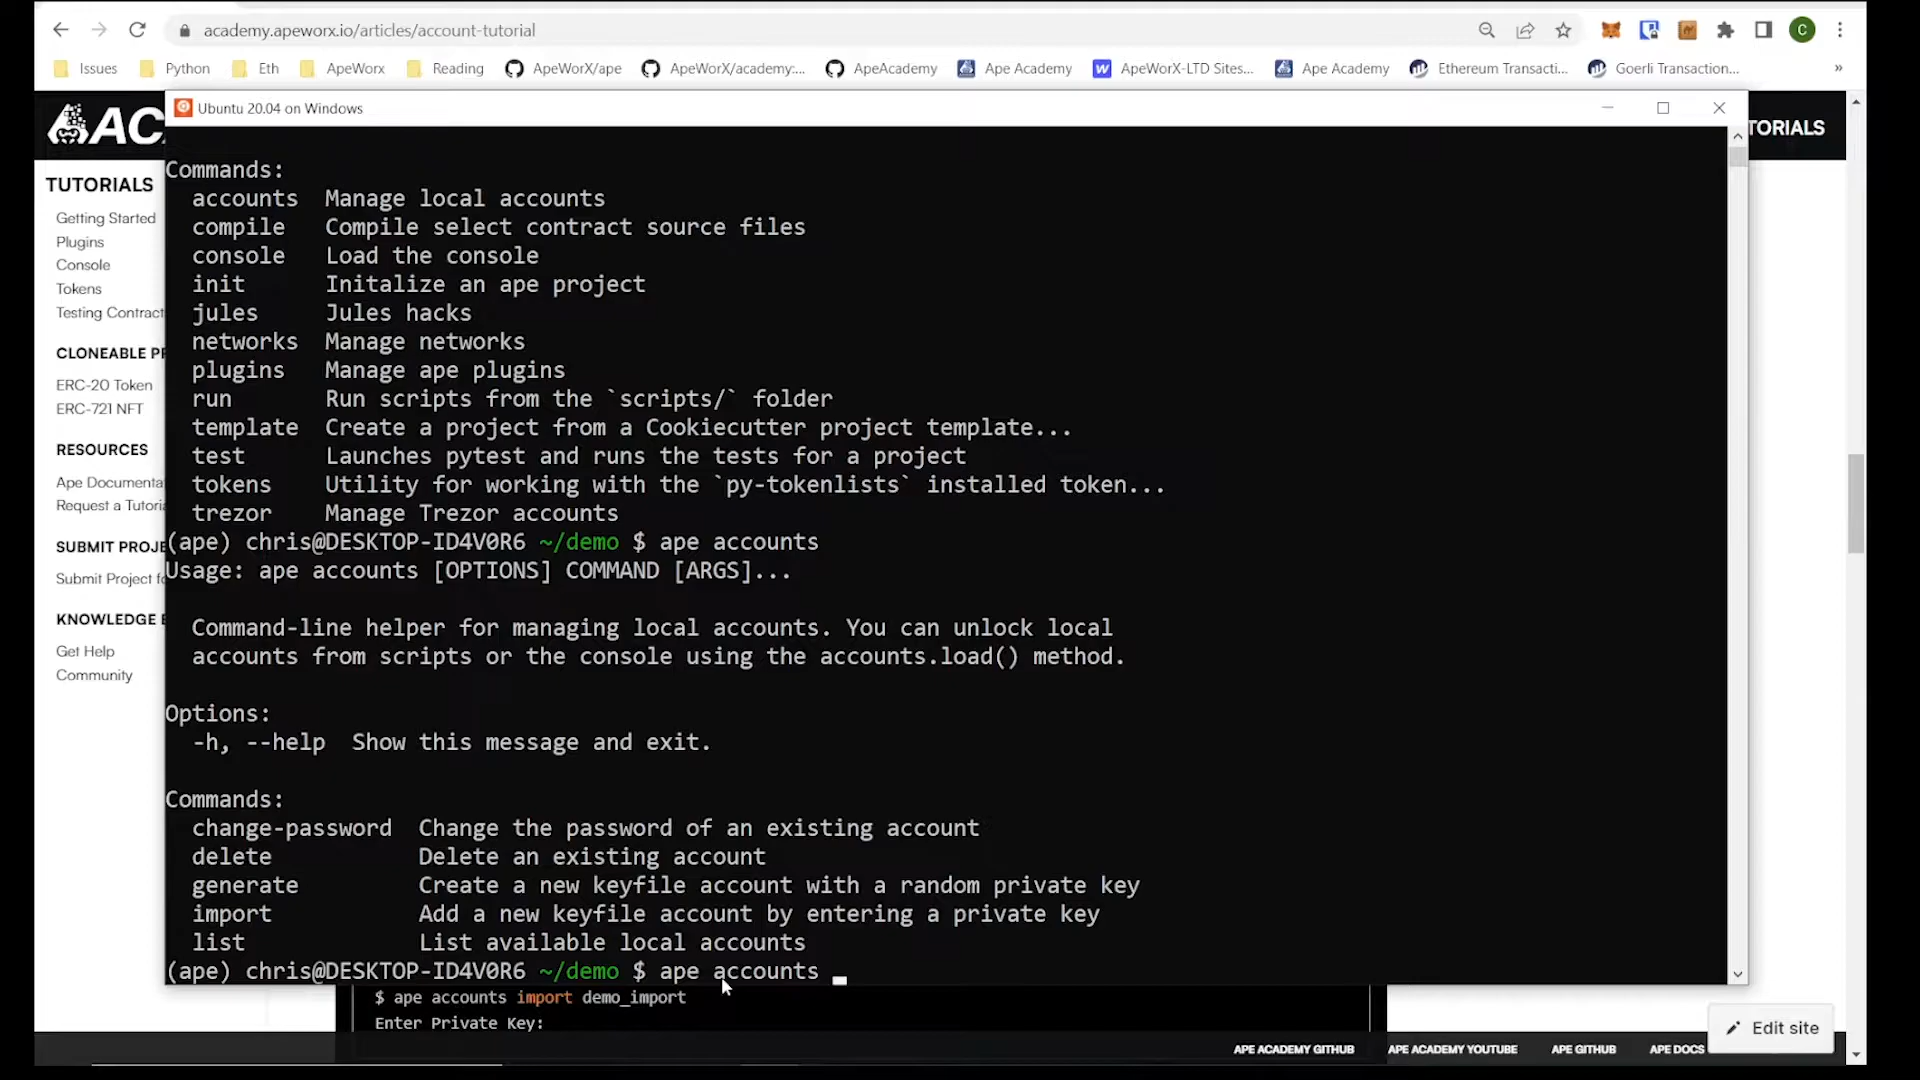 academy.apeworx.io/articles/account-tutorial
C
Issues Python Eth ApeWorx Reading ApeWorX/ape ApeWorX/academy:... ApeAcademy Ape Academy ApeWorX-LTD Sites... Ape Academy Ethereum Transacti... Goerli Transaction... »
Ubuntu 20.04 on Windows
AC
TORIALS
TUTORIALS
Getting Started
Plugins
Console
Tokens
Testing Contract
CLONEABLE PR
ERC-20 Token
ERC-721 NFT
RESOURCES
Ape Documenta
Request a Tutoria
SUBMIT PROJE
Submit Project fo
KNOWLEDGE B
Get Help
Community
Commands:
accounts Manage local accounts
compile Compile select contract source files
console Load the console
init Initalize an ape project
jules Jules hacks
networks Manage networks
plugins Manage ape plugins
run Run scripts from the `scripts/` folder
template Create a project from a Cookiecutter project template...
test Launches pytest and runs the tests for a project
tokens Utility for working with the `py-tokenlists` installed token...
trezor Manage Trezor accounts
(ape) chris@DESKTOP-ID4V0R6 ~/demo $ ape accounts
Usage: ape accounts [OPTIONS] COMMAND [ARGS]...
Command-line helper for managing local accounts. You can unlock local
accounts from scripts or the console using the accounts.load() method.
Options:
-h, --help Show this message and exit.
Commands:
change-password Change the password of an existing account
delete Delete an existing account
generate Create a new keyfile account with a random private key
import Add a new keyfile account by entering a private key
list List available local accounts
(ape) chris@DESKTOP-ID4V0R6 ~/demo $ ape accounts
$ ape accounts import demo_import
Enter Private Key:
Edit site
APE ACADEMY GITHUB APE ACADEMY YOUTUBE APE GITHUB APE DOCS